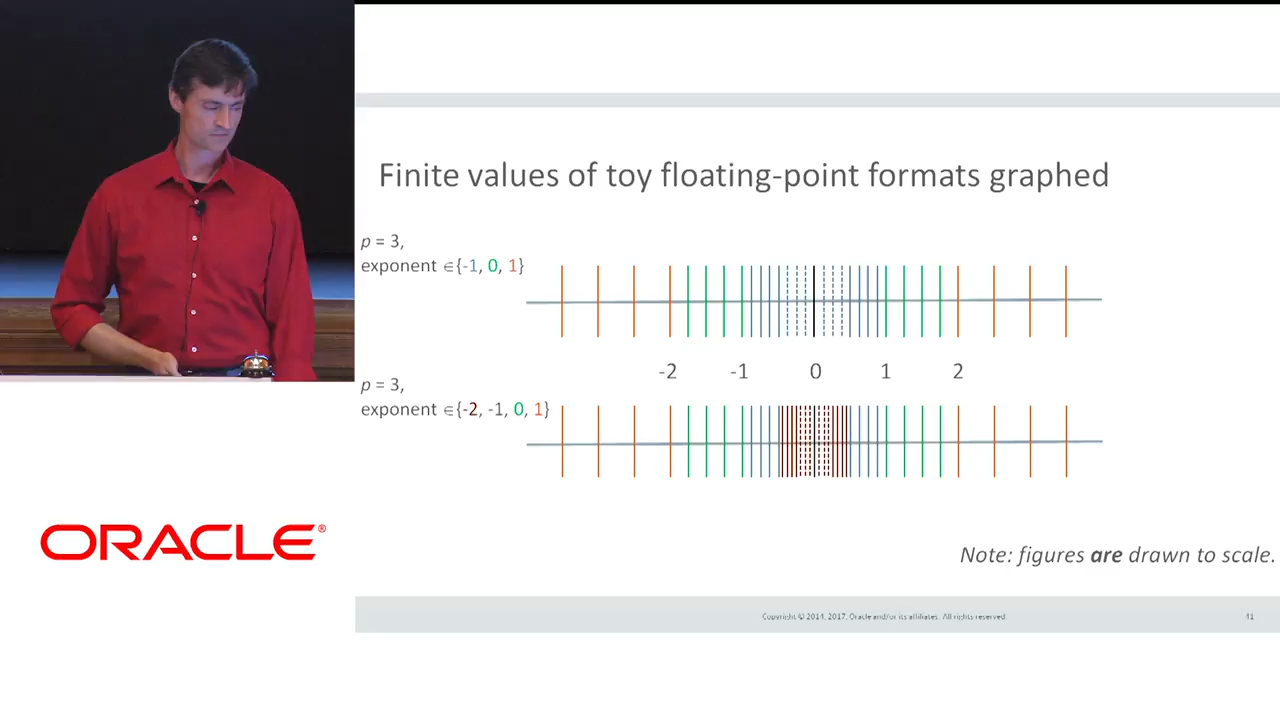 Finite values of toy floating-point formats graphed
p = 3,
exponent ∈{-1, 0, 1}
-2 -1 0 1 2
p = 3,
exponent ∈{-2, -1, 0, 1}
ORACLE®
Note: figures are drawn to scale.
Copyright © 2014, 2017, Oracle and/or its affiliates. All rights reserved.
41